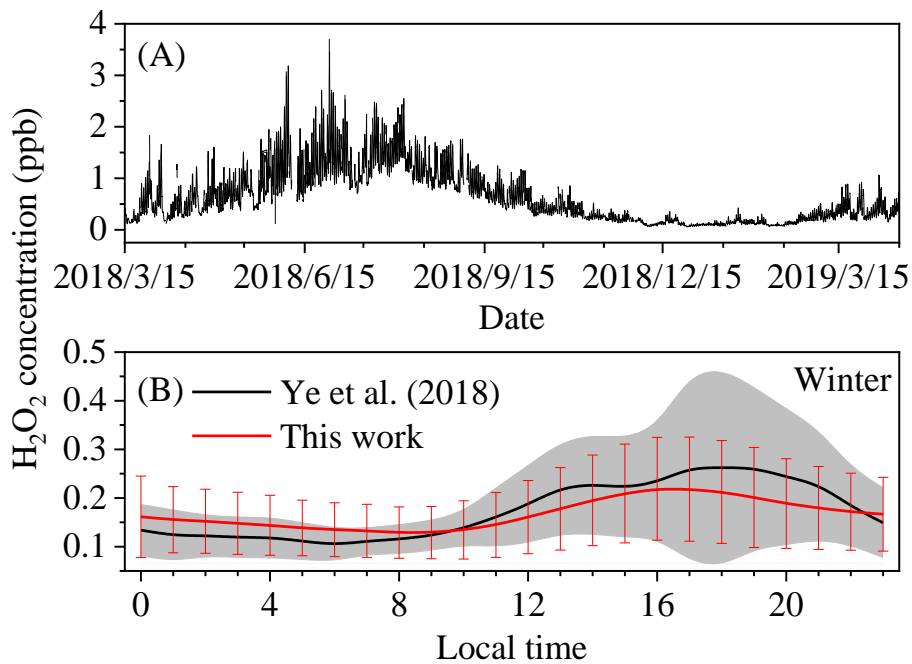 (A)
4
3
2
1
0
2018/3/15 2018/6/15 2018/9/15 2018/12/15 2019/3/15
Date
H₂O₂ concentration (ppb)
(B)
Ye et al. (2018)
This work
Winter
0.5
0.4
0.3
0.2
0.1
0 4 8 12 16 20
Local time